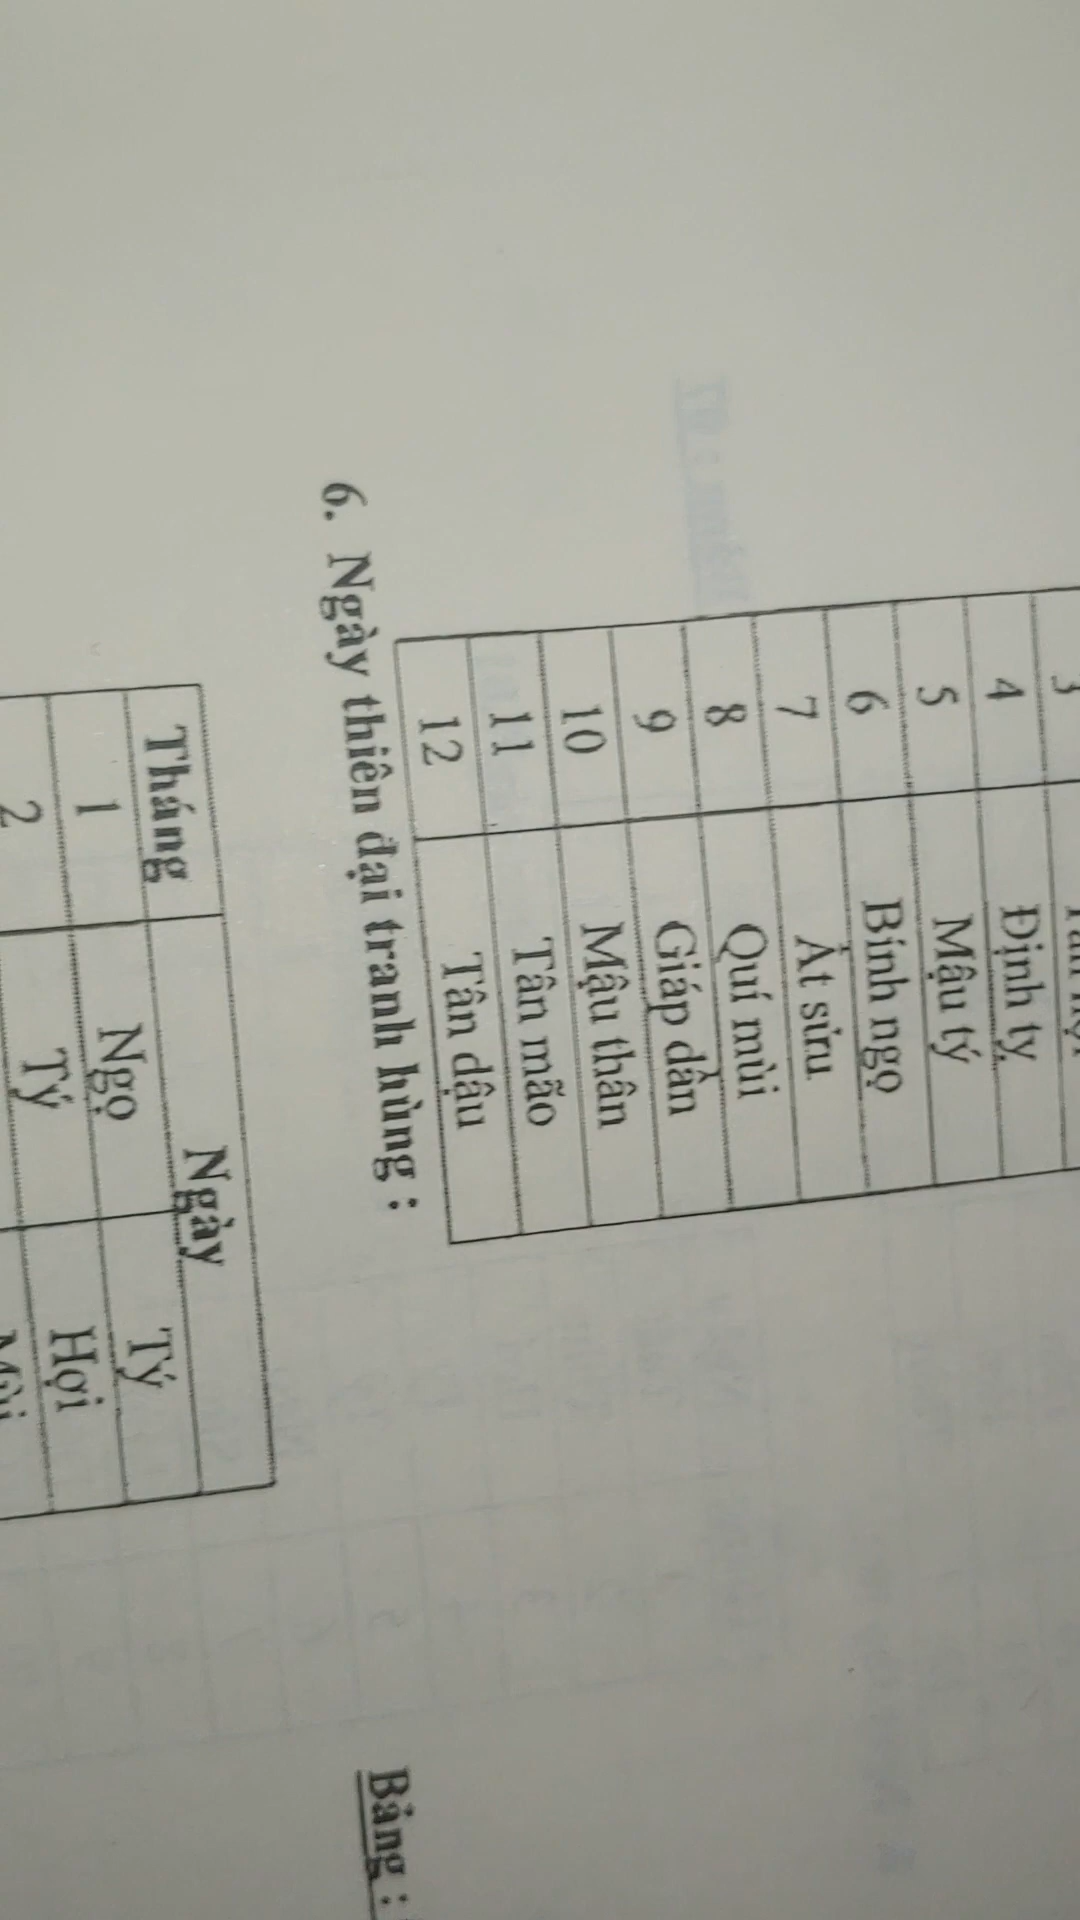 3
4 Định tỵ
5 Mậu tý
6 Bính ngọ
7 Ất sửu
8 Quí mùi
9 Giáp dần
10 Mậu thân
11 Tân mão
12 Tân dậu
6. Ngày thiên đại tranh hùng :
Bảng :
Tháng Ngày
1 Ngọ Tý
2 Tý Hợi